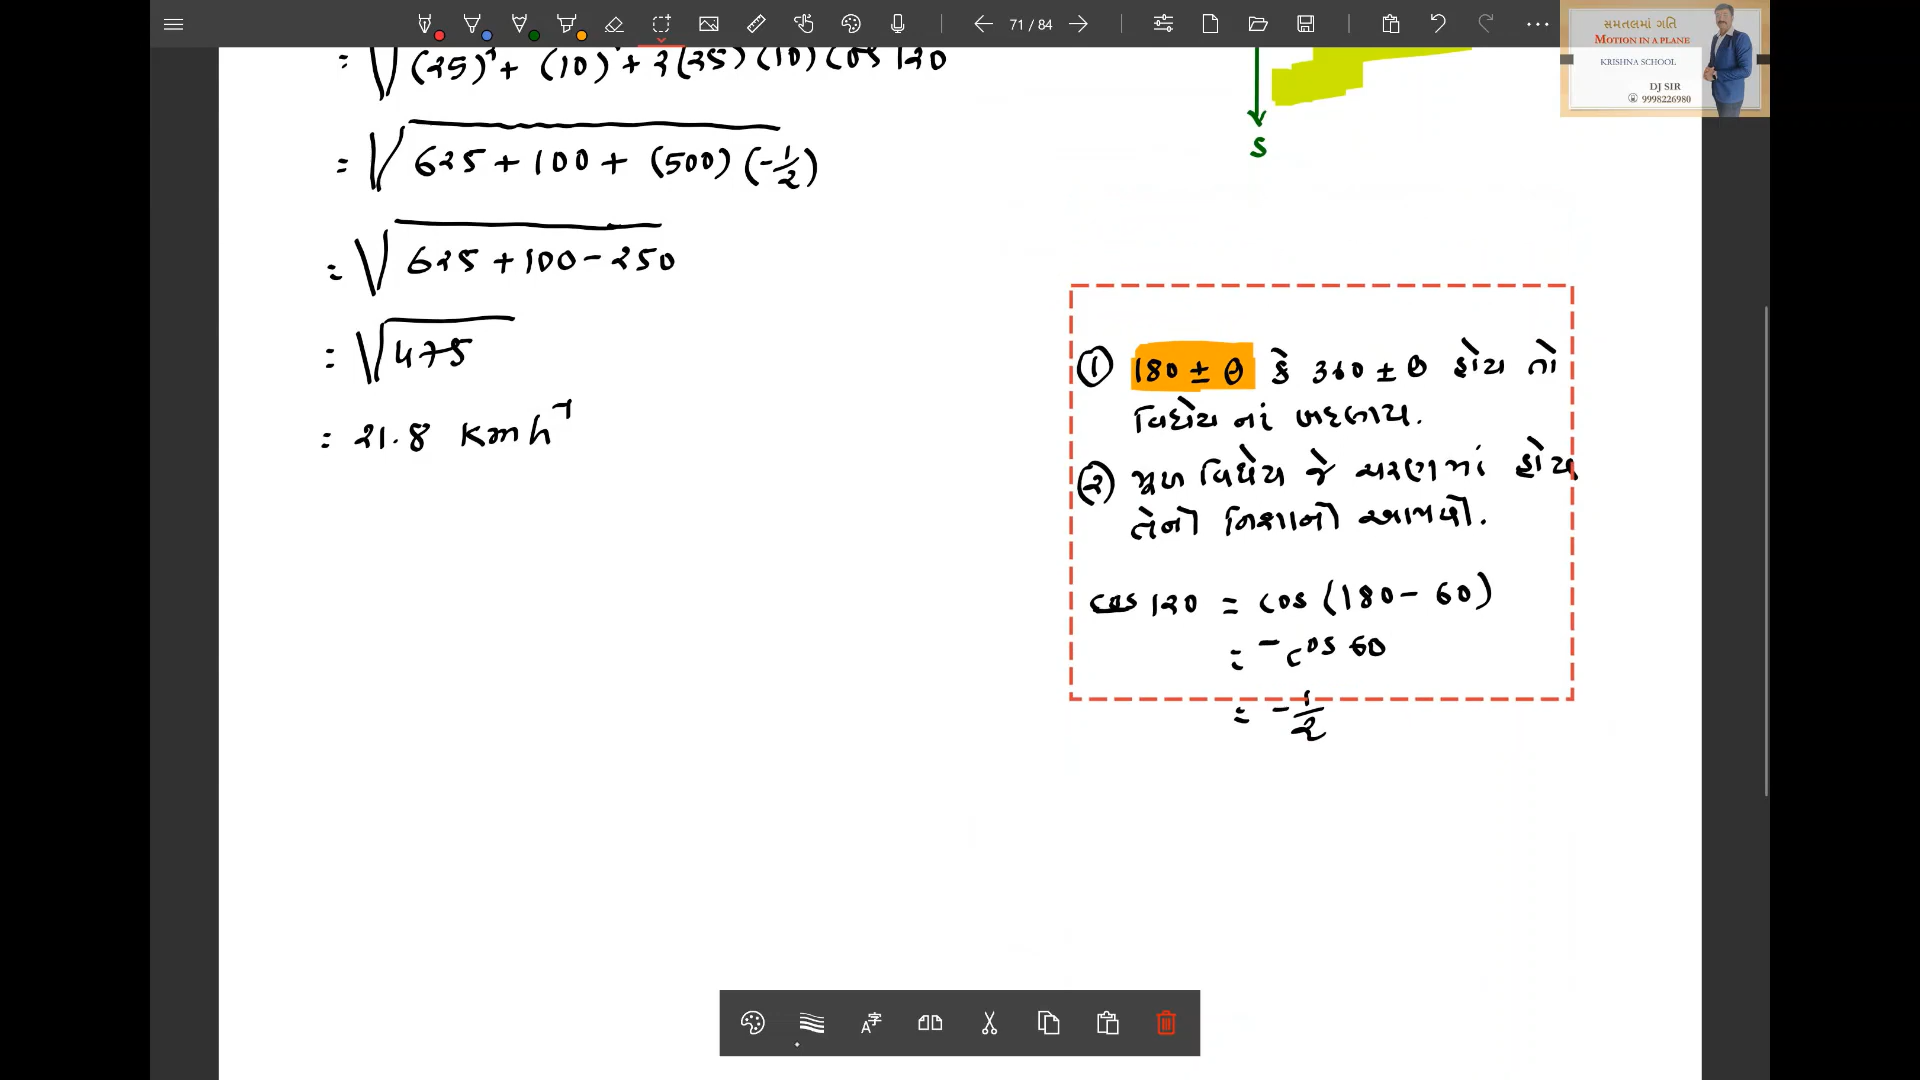 71 / 84
સમતલમાં ગતિ
MOTION IN A PLANE
KRISHNA SCHOOL
DJ SIR
9998226980
= √(25)² + (10)² + 2(25)(10) cos 120
= √625 + 100 + (500) (-1/2)
= √625 + 100 - 250
= √475
= 21.8 Kmh⁻¹
S
① 180 ± θ કે 360 ± θ હોય તો
વિધેય નાં બદલાય.
② મૂળ વિધેય જે ચરણમાં હોય
તેની નિશાની આવશે.
cos 120 = cos (180 - 60)
= - cos 60
= - 1/2